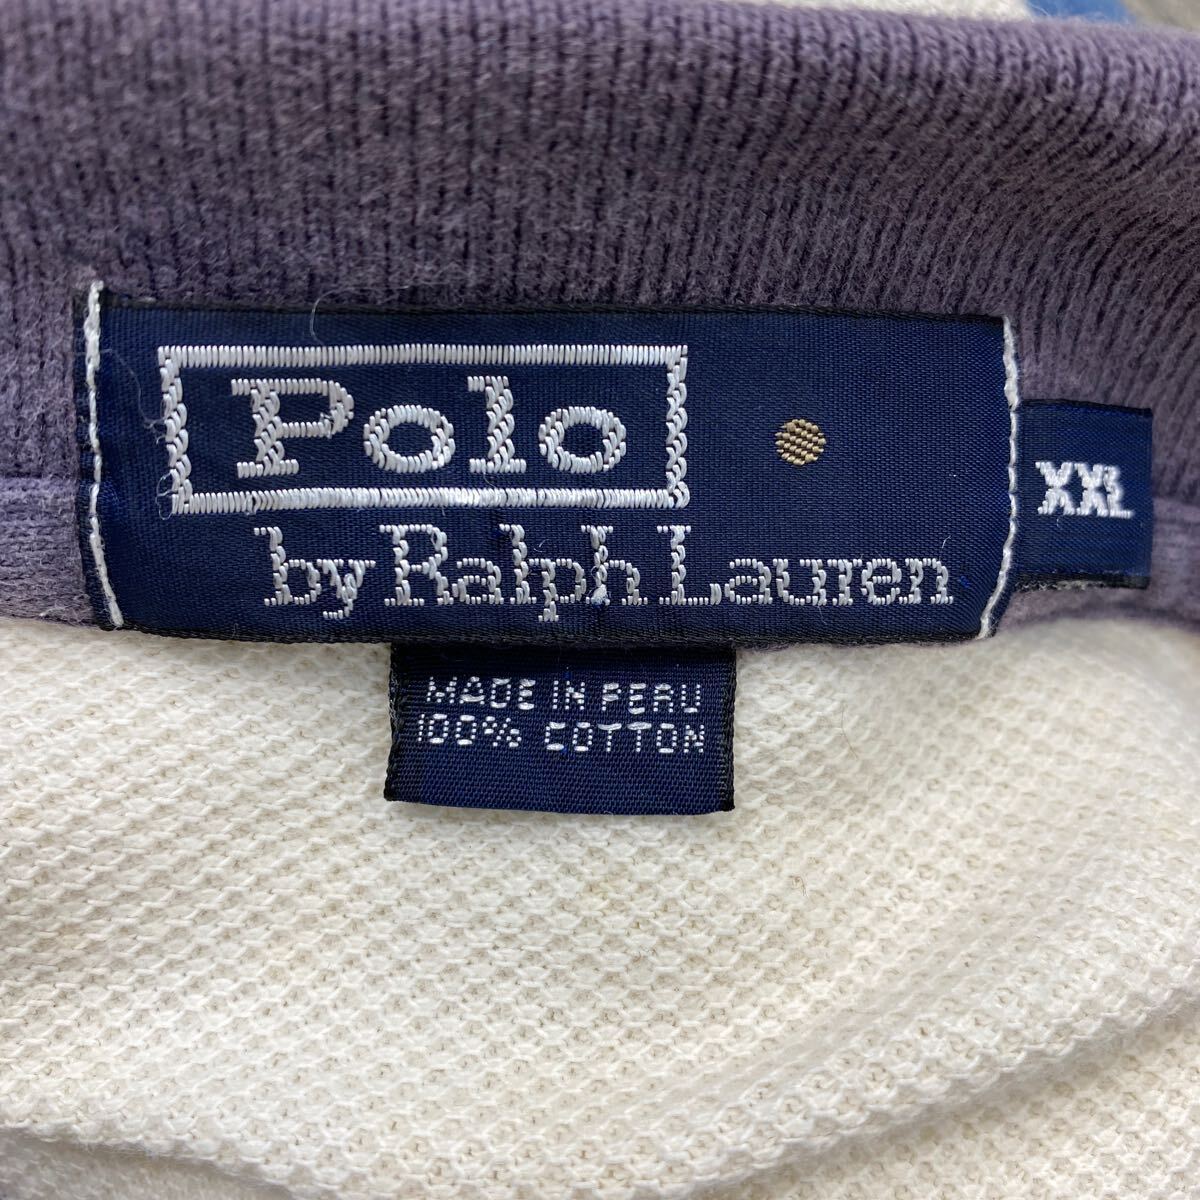 Polo
by Ralph Lauren
XXL
MADE IN PERU
100% COTTON